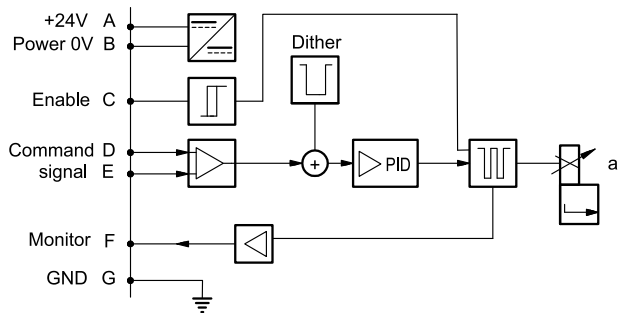 +24V A
Power 0V B
Dither
Enable C
Command D
signal E
+
PID
a
Monitor F
GND G